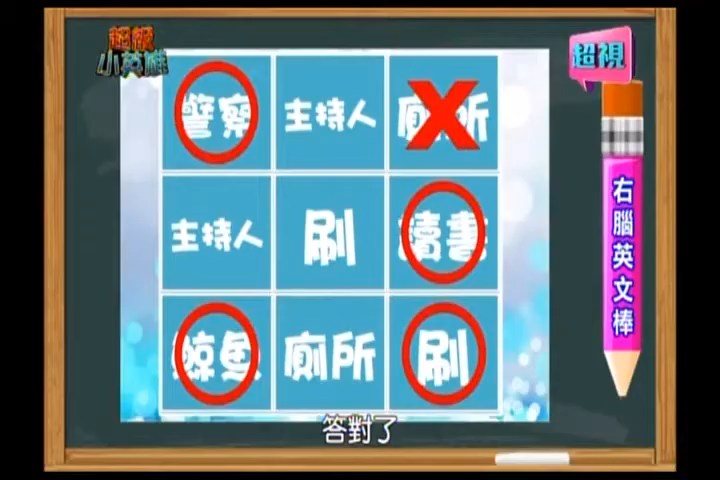 超級
小英雄
超視
警察 主持人 廁所
主持人 刷 讀書
鯨魚 廁所 刷
右腦英文棒
答對了